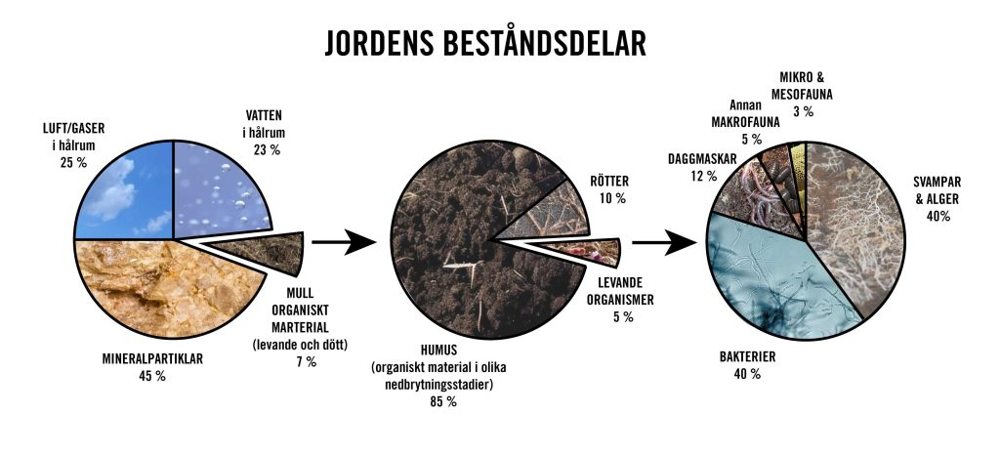 JORDENS BESTÅNDSDELAR
LUFT/GASER
i hålrum
25 %
VATTEN
i hålrum
23 %
MULL
ORGANISKT
MARTERIAL
(levande och dött)
7 %
MINERALPARTIKLAR
45 %
RÖTTER
10 %
LEVANDE
ORGANISMER
5 %
HUMUS
(organiskt material i olika
nedbrytningsstadier)
85 %
MIKRO &
MESOFAUNA
3 %
Annan
MAKROFAUNA
5 %
DAGGMASKAR
12 %
SVAMPAR
& ALGER
40%
BAKTERIER
40 %